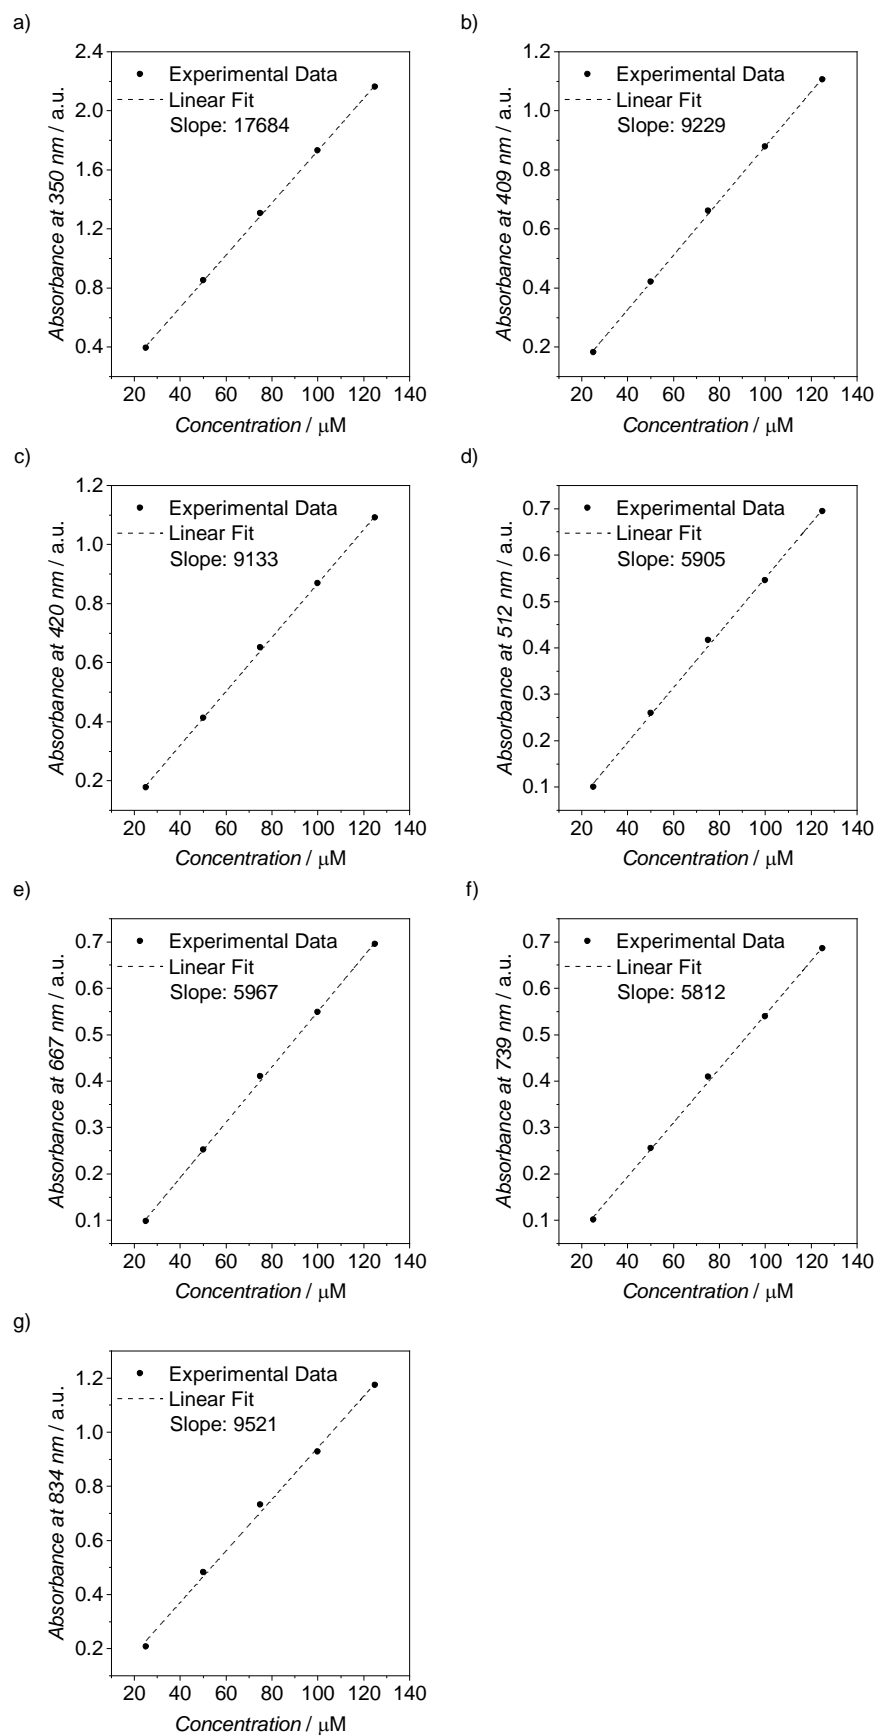 a)
Absorbance at 350 nm / a.u.
2.4
2.0
1.6
1.2
0.8
0.4
Experimental Data
Linear Fit
Slope: 17684
20 40 60 80 100 120 140
Concentration / μM
b)
Absorbance at 409 nm / a.u.
1.2
1.0
0.8
0.6
0.4
0.2
Experimental Data
Linear Fit
Slope: 9229
20 40 60 80 100 120 140
Concentration / μM
c)
Absorbance at 420 nm / a.u.
1.2
1.0
0.8
0.6
0.4
0.2
Experimental Data
Linear Fit
Slope: 9133
20 40 60 80 100 120 140
Concentration / μM
d)
Absorbance at 512 nm / a.u.
0.7
0.6
0.5
0.4
0.3
0.2
0.1
Experimental Data
Linear Fit
Slope: 5905
20 40 60 80 100 120 140
Concentration / μM
e)
Absorbance at 667 nm / a.u.
0.7
0.6
0.5
0.4
0.3
0.2
0.1
Experimental Data
Linear Fit
Slope: 5967
20 40 60 80 100 120 140
Concentration / μM
f)
Absorbance at 739 nm / a.u.
0.7
0.6
0.5
0.4
0.3
0.2
0.1
Experimental Data
Linear Fit
Slope: 5812
20 40 60 80 100 120 140
Concentration / μM
g)
Absorbance at 834 nm / a.u.
1.2
1.0
0.8
0.6
0.4
0.2
Experimental Data
Linear Fit
Slope: 9521
20 40 60 80 100 120 140
Concentration / μM